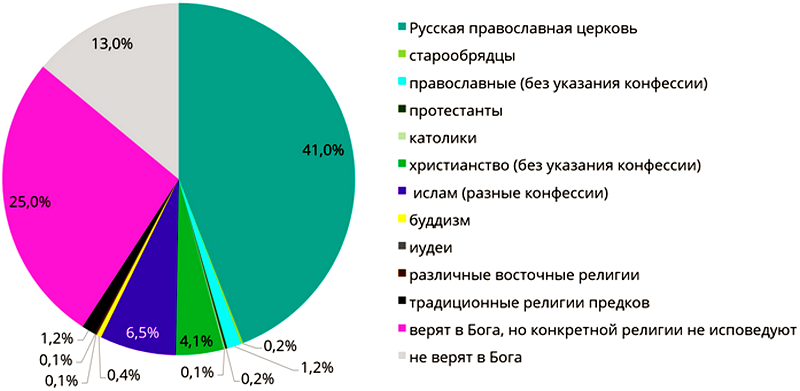 13,0%
41,0%
25,0%
6,5%
4,1%
1,2%
0,1%
0,1%
0,4%
0,1%
0,2%
1,2%
0,2%
Русская православная церковь
старообрядцы
православные (без указания конфессии)
протестанты
католики
христианство (без указания конфессии)
ислам (разные конфессии)
буддизм
иудеи
различные восточные религии
традиционные религии предков
верят в Бога, но конкретной религии не исповедуют
не верят в Бога